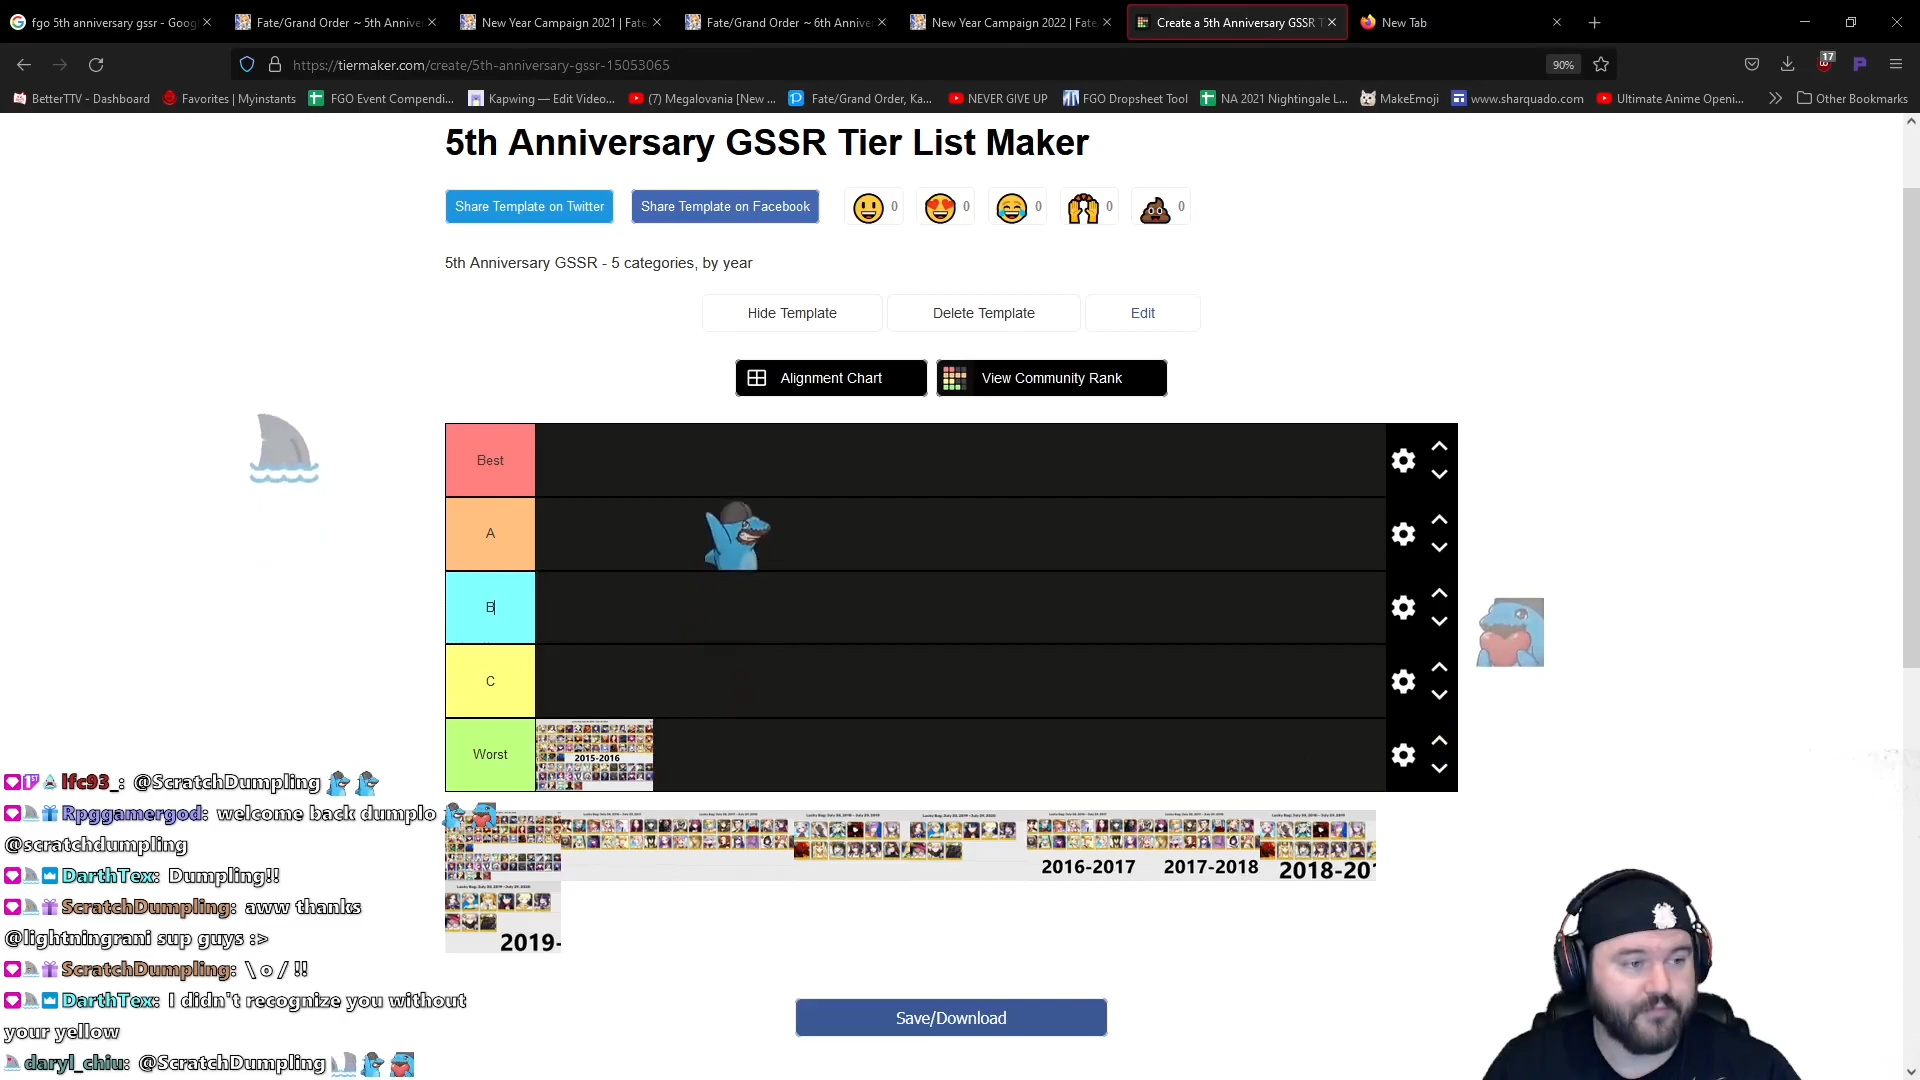 fgo 5th anniversary gssr - Goog
Fate/Grand Order ~ 5th Annive
New Year Campaign 2021 | Fate
Fate/Grand Order ~ 6th Annive
New Year Campaign 2022 | Fate
Create a 5th Anniversary GSSR T
New Tab
https://tiermaker.com/create/5th-anniversary-gssr-15053065
90%
17
BetterTTV - Dashboard
Favorites | Myinstants
FGO Event Compendi...
Kapwing — Edit Video...
(7) Megalovania [New ...
Fate/Grand Order, Ka...
NEVER GIVE UP
FGO Dropsheet Tool
NA 2021 Nightingale L...
MakeEmoji
www.sharquado.com
Ultimate Anime Openi...
Other Bookmarks
5th Anniversary GSSR Tier List Maker
Share Template on Twitter
Share Template on Facebook
0
0
0
0
0
5th Anniversary GSSR - 5 categories, by year
Hide Template
Delete Template
Edit
Alignment Chart
View Community Rank
Best
A
B
C
Worst
2015-2016
2016-2017
2017-2018
2018-201
2019-
Save/Download
lfc93_: @ScratchDumpling
Rpggamergod: welcome back dumplo
@scratchdumpling
DarthTex: Dumpling!!
ScratchDumpling: aww thanks
@lightningrani sup guys :>
ScratchDumpling: \ o / !!
DarthTex: I didn't recognize you without
your yellow
daryl_chiu: @ScratchDumpling